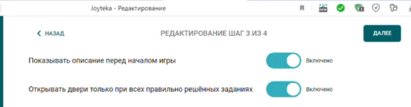 Joyteka - Редактирование
НАЗАД
РЕДАКТИРОВАНИЕ ШАГ 3 ИЗ 4
ДАЛЕЕ
Показывать описание перед началом игры
Включено
Открывать двери только при всех правильно решённых заданиях
Включено